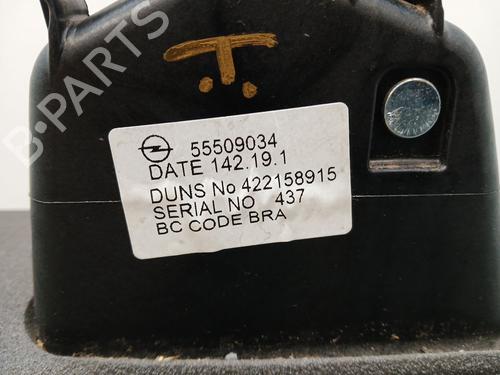 T.
B-PARTS
55509034
DATE 142.19.1
DUNS No 422158915
SERIAL NO 437
BC CODE BRA